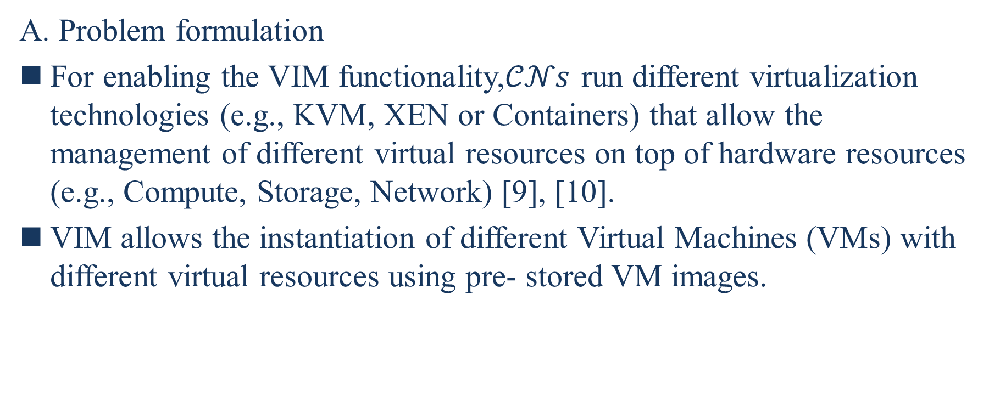 A. Problem formulation
■ For enabling the VIM functionality,𝒞𝒩𝑠 run different virtualization
technologies (e.g., KVM, XEN or Containers) that allow the
management of different virtual resources on top of hardware resources
(e.g., Compute, Storage, Network) [9], [10].
■ VIM allows the instantiation of different Virtual Machines (VMs) with
different virtual resources using pre- stored VM images.